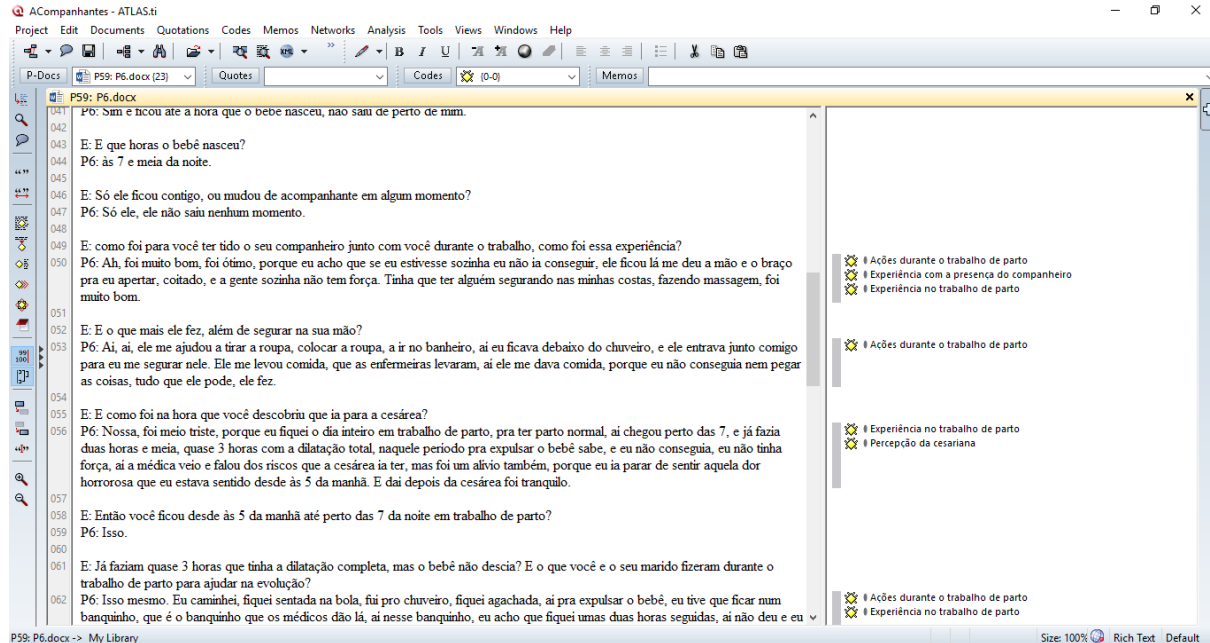 ACompanhantes - ATLAS.ti
Project Edit Documents Quotations Codes Memos Networks Analysis Tools Views Windows Help
B I U A A
P-Docs P59: P6.docx (23) Quotes Codes (0-0) Memos
P59: P6.docx
041 P6: Sim e ficou até a hora que o bebê nasceu, não saiu de perto de mim.
042
043 E: E que horas o bebê nasceu?
044 P6: às 7 e meia da noite.
045
046 E: Só ele ficou contigo, ou mudou de acompanhante em algum momento?
047 P6: Só ele, ele não saiu nenhum momento.
048
049 E: como foi para você ter tido o seu companheiro junto com você durante o trabalho, como foi essa experiência?
050 P6: Ah, foi muito bom, foi ótimo, porque eu acho que se eu estivesse sozinha eu não ia conseguir, ele ficou lá me deu a mão e o braço
pra eu apertar, coitado, e a gente sozinha não tem força. Tinha que ter alguém segurando nas minhas costas, fazendo massagem, foi
muito bom.
Ações durante o trabalho de parto
Experiência com a presença do companheiro
Experiência no trabalho de parto
051
052 E: E o que mais ele fez, além de segurar na sua mão?
053 P6: Ai, ai, ele me ajudou a tirar a roupa, colocar a roupa, a ir no banheiro, ai eu ficava debaixo do chuveiro, e ele entrava junto comigo
para eu me segurar nele. Ele me levou comida, que as enfermeiras levaram, ai ele me dava comida, porque eu não conseguia nem pegar
as coisas, tudo que ele pode, ele fez.
Ações durante o trabalho de parto
054
055 E: E como foi na hora que você descobriu que ia para a cesárea?
056 P6: Nossa, foi meio triste, porque eu fiquei o dia inteiro em trabalho de parto, pra ter parto normal, ai chegou perto das 7, e já fazia
duas horas e meia, quase 3 horas com a dilatação total, naquele periodo pra expulsar o bebê sabe, e eu não conseguia, eu não tinha
força, ai a médica veio e falou dos riscos que a cesárea ia ter, mas foi um alívio também, porque eu ia parar de sentir aquela dor
horrorosa que eu estava sentido desde às 5 da manhã. E dai depois da cesárea foi tranquilo.
Experiência no trabalho de parto
Percepção da cesariana
057
058 E: Então você ficou desde às 5 da manhã até perto das 7 da noite em trabalho de parto?
059 P6: Isso.
060
061 E: Já faziam quase 3 horas que tinha a dilatação completa, mas o bebê não descia? E o que você e o seu marido fizeram durante o
trabalho de parto para ajudar na evolução?
062 P6: Isso mesmo. Eu caminhei, fiquei sentada na bola, fui pro chuveiro, fiquei agachada, ai pra expulsar o bebê, eu tive que ficar num
banquinho, que é o banquinho que os médicos dão lá, ai nesse banquinho, eu acho que fiquei umas duas horas seguidas, ai não deu e eu
Ações durante o trabalho de parto
Experiência no trabalho de parto
P59: P6.docx -> My Library Size: 100% Rich Text Default